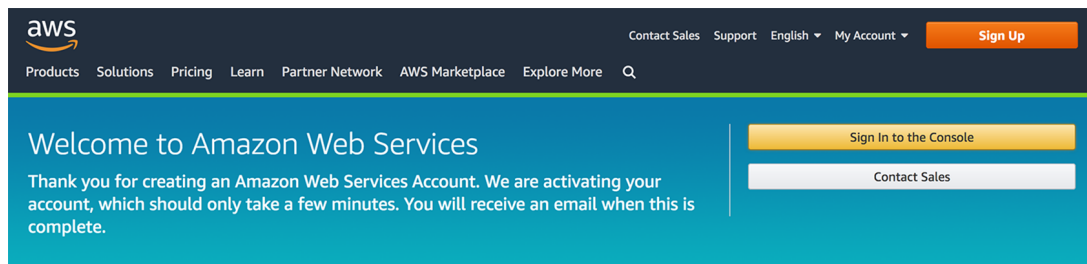 aws
Contact Sales Support English My Account Sign Up
Products Solutions Pricing Learn Partner Network AWS Marketplace Explore More
Welcome to Amazon Web Services
Thank you for creating an Amazon Web Services Account. We are activating your
account, which should only take a few minutes. You will receive an email when this is
complete.
Sign In to the Console
Contact Sales